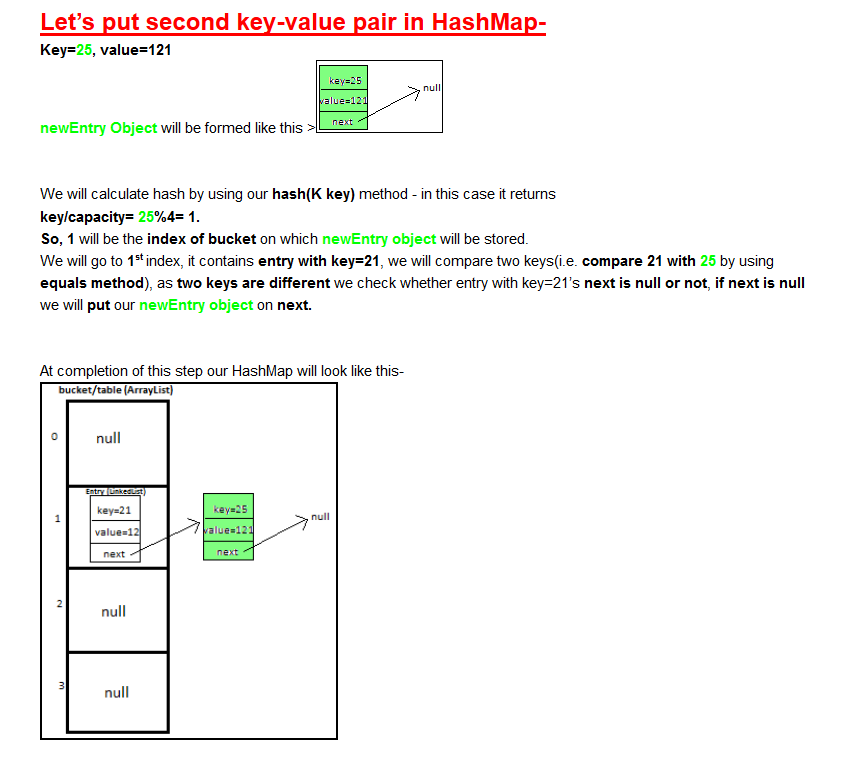 Let's put second key-value pair in HashMap-
Key=25, value=121
key=25
null
value=121
next
newEntry Object will be formed like this >
We will calculate hash by using our hash(K key) method - in this case it returns
key/capacity= 25%4= 1.
So, 1 will be the index of bucket on which newEntry object will be stored.
We will go to 1st index, it contains entry with key=21, we will compare two keys(i.e. compare 21 with 25 by using
equals method), as two keys are different we check whether entry with key=21's next is null or not, if next is null
we will put our newEntry object on next.
At completion of this step our HashMap will look like this-
bucket/table (ArrayList)
0
null
Entry (LinkedList)
1
key=21
value=12
next
key=25
value=121
next
null
2
null
3
null